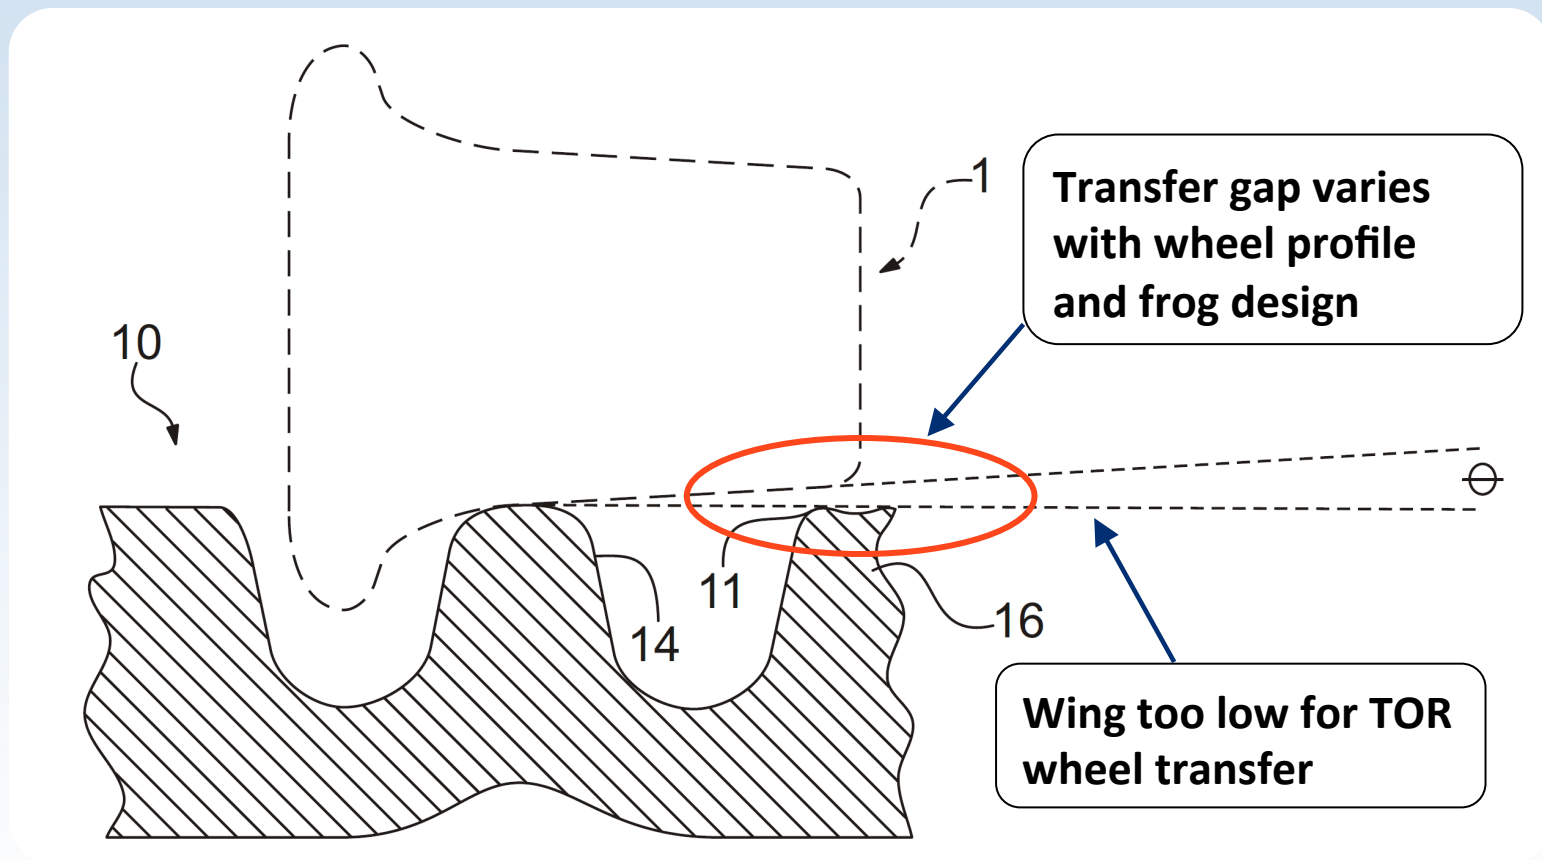 1
Transfer gap varies
with wheel profile
and frog design
10
11
14
16
Wing too low for TOR
wheel transfer